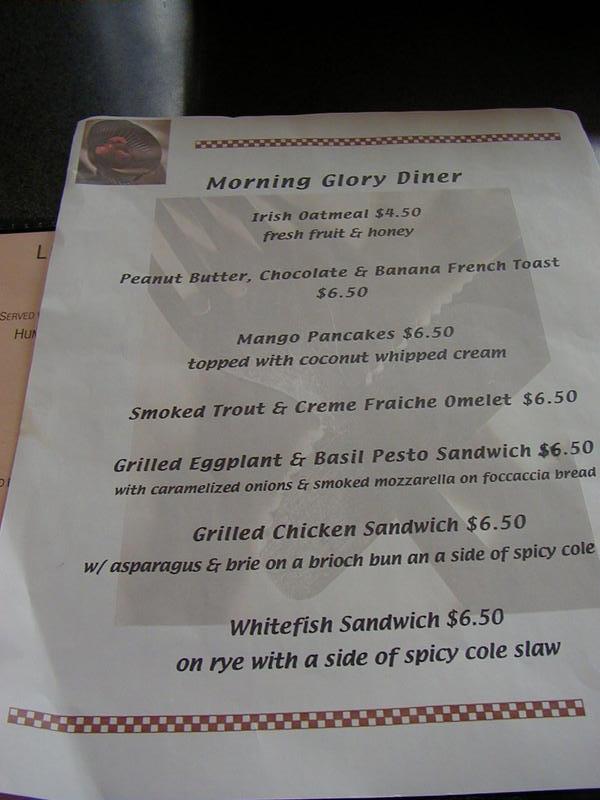 Morning Glory Diner
Irish Oatmeal $4.50
fresh fruit & honey
Peanut Butter, Chocolate & Banana French Toast
$6.50
Mango Pancakes $6.50
topped with coconut whipped cream
Smoked Trout & Creme Fraiche Omelet $6.50
Grilled Eggplant & Basil Pesto Sandwich $6.50
with caramelized onions & smoked mozzarella on foccaccia bread
Grilled Chicken Sandwich $6.50
w/ asparagus & brie on a brioch bun an a side of spicy cole
Whitefish Sandwich $6.50
on rye with a side of spicy cole slaw
L
SERVED